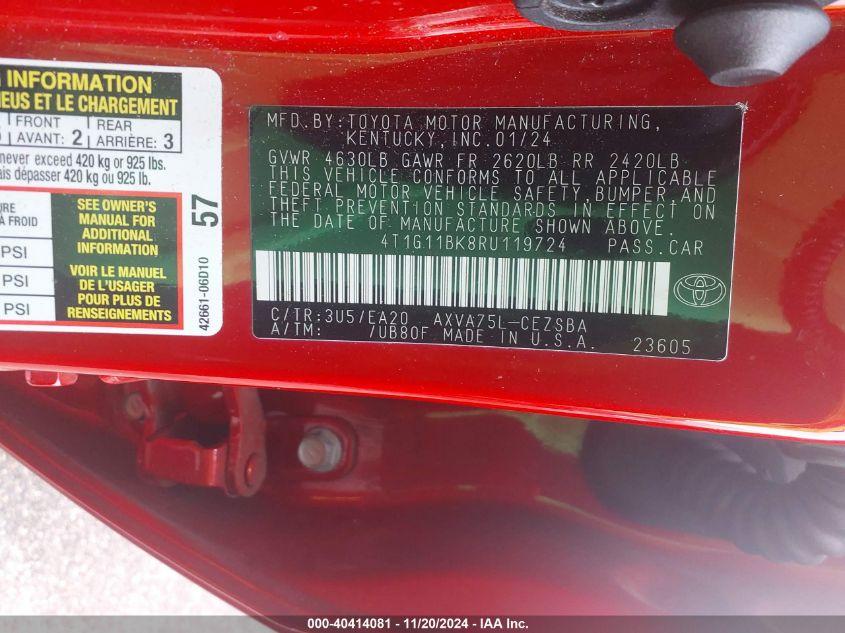 INFORMATION
NEUS ET LE CHARGEMENT
FRONT REAR
AVANT: 2 ARRIÈRE: 3
never exceed 420 kg or 925 lbs.
ais dépasser 420 kg ou 925 lb.
À FROID
PSI
PSI
PSI
SEE OWNER'S
MANUAL FOR
ADDITIONAL
INFORMATION
VOIR LE MANUEL
DE L'USAGER
POUR PLUS DE
RENSEIGNEMENTS
57
42661-06D10
MFD.BY:TOYOTA MOTOR MANUFACTURING,
KENTUCKY,INC.01/24
GVWR 4630LB GAWR FR 2620LB RR 2420LB
THIS VEHICLE CONFORMS TO ALL APPLICABLE
FEDERAL MOTOR VEHICLE SAFETY,BUMPER,AND
THEFT PREVENTION STANDARDS IN EFFECT ON
THE DATE OF MANUFACTURE SHOWN ABOVE.
4T1G11BK8RU119724 PASS.CAR
C/TR:3U5/EA20 AXVA75L-CEZSBA
A/TM: /UB80F MADE IN U.S.A. 23605
000-40414081 - 11/20/2024 - IAA Inc.